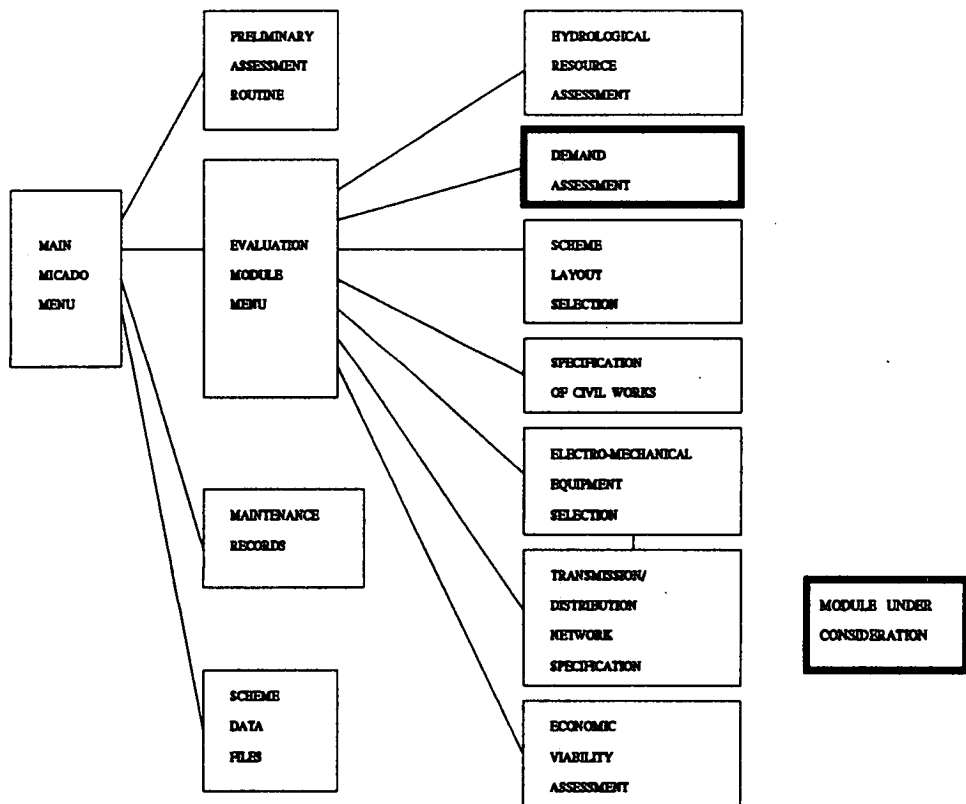 MAIN
MICADO
MENU
PRELIMINARY
ASSESSMENT
ROUTINE
EVALUATION
MODULE
MENU
MAINTENANCE
RECORDS
SCHEME
DATA
FILES
HYDROLOGICAL
RESOURCE
ASSESSMENT
DEMAND
ASSESSMENT
SCHEME
LAYOUT
SELECTION
SPECIFICATION
OF CIVIL WORKS
ELECTRO-MECHANICAL
EQUIPMENT
SELECTION
TRANSMISSION/
DISTRIBUTION
NETWORK
SPECIFICATION
ECONOMIC
VIABILITY
ASSESSMENT
MODULE UNDER
CONSIDERATION